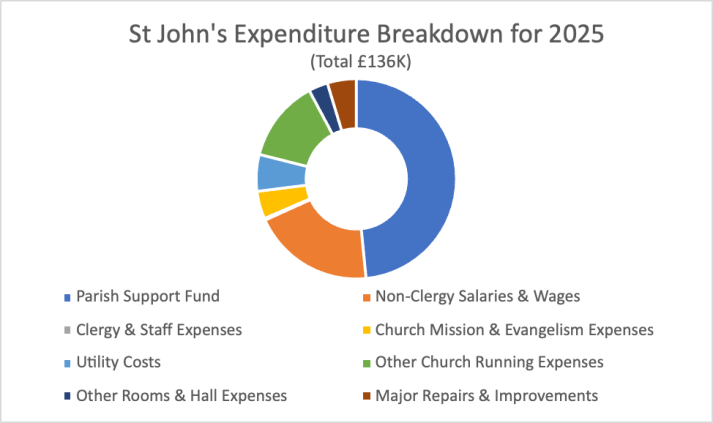 St John's Expenditure Breakdown for 2025
(Total £136K)
Parish Support Fund
Non-Clergy Salaries & Wages
Clergy & Staff Expenses
Church Mission & Evangelism Expenses
Utility Costs
Other Church Running Expenses
Other Rooms & Hall Expenses
Major Repairs & Improvements